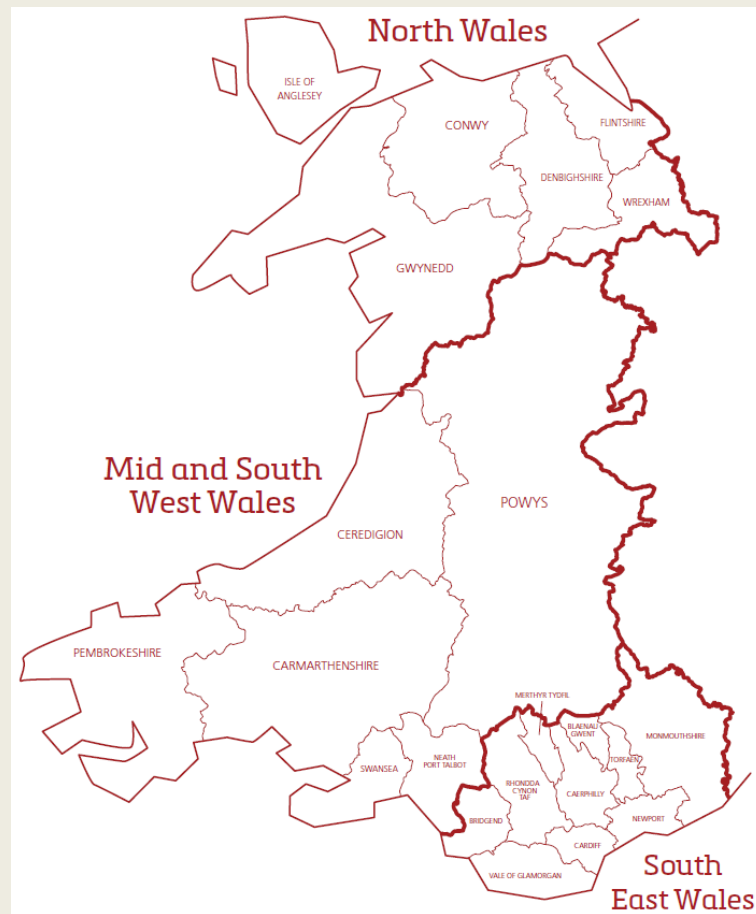 North Wales
ISLE OF
ANGLESEY
CONWY
FLINTSHIRE
DENBIGHSHIRE
WREXHAM
GWYNEDD
Mid and South
West Wales
POWYS
CEREDIGION
PEMBROKESHIRE
CARMARTHENSHIRE
MERTHYR TYDFIL
BLAENAU
GWENT
MONMOUTHSHIRE
TORFAEN
SWANSEA
NEATH
PORT TALBOT
RHONDDA
CYNON
TAF
CAERPHILLY
BRIDGEND
NEWPORT
CARDIFF
VALE OF GLAMORGAN
South
East Wales